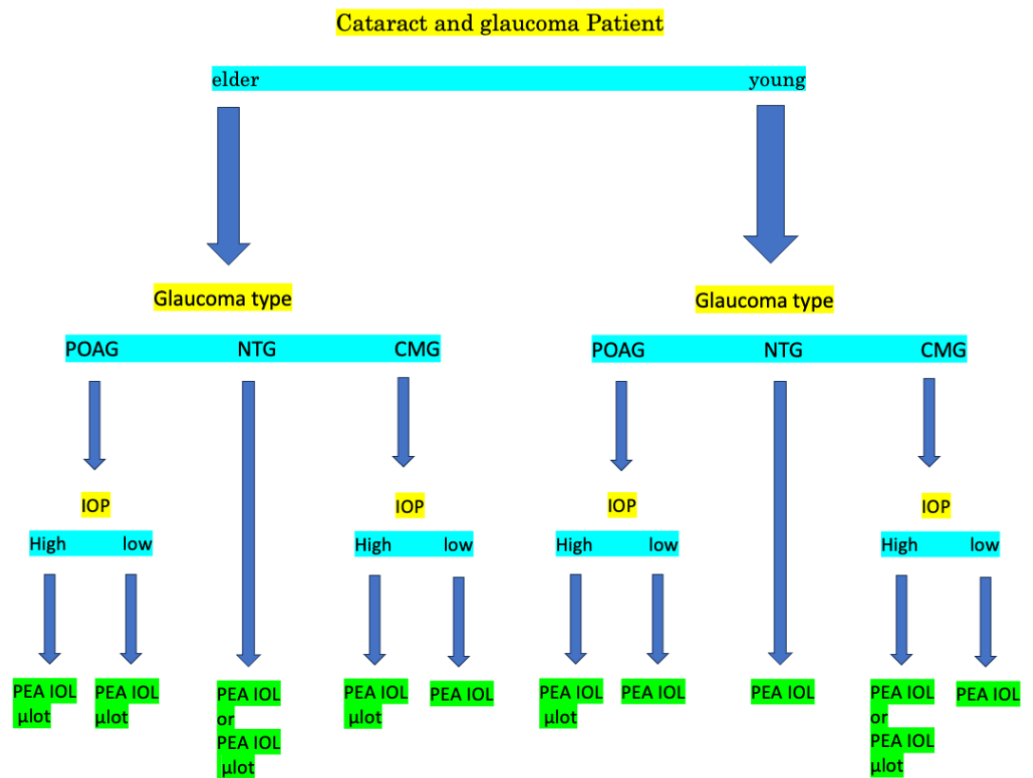 Cataract and glaucoma Patient
elder young
Glaucoma type Glaucoma type
POAG NTG CMG POAG NTG CMG
IOP IOP IOP IOP
High low High low High low High low
PEA IOL PEA IOL PEA IOL PEA IOL PEA IOL PEA IOL PEA IOL PEA IOL PEA IOL PEA IOL
µlot µlot or µlot µlot or
PEA IOL PEA IOL
µlot µlot